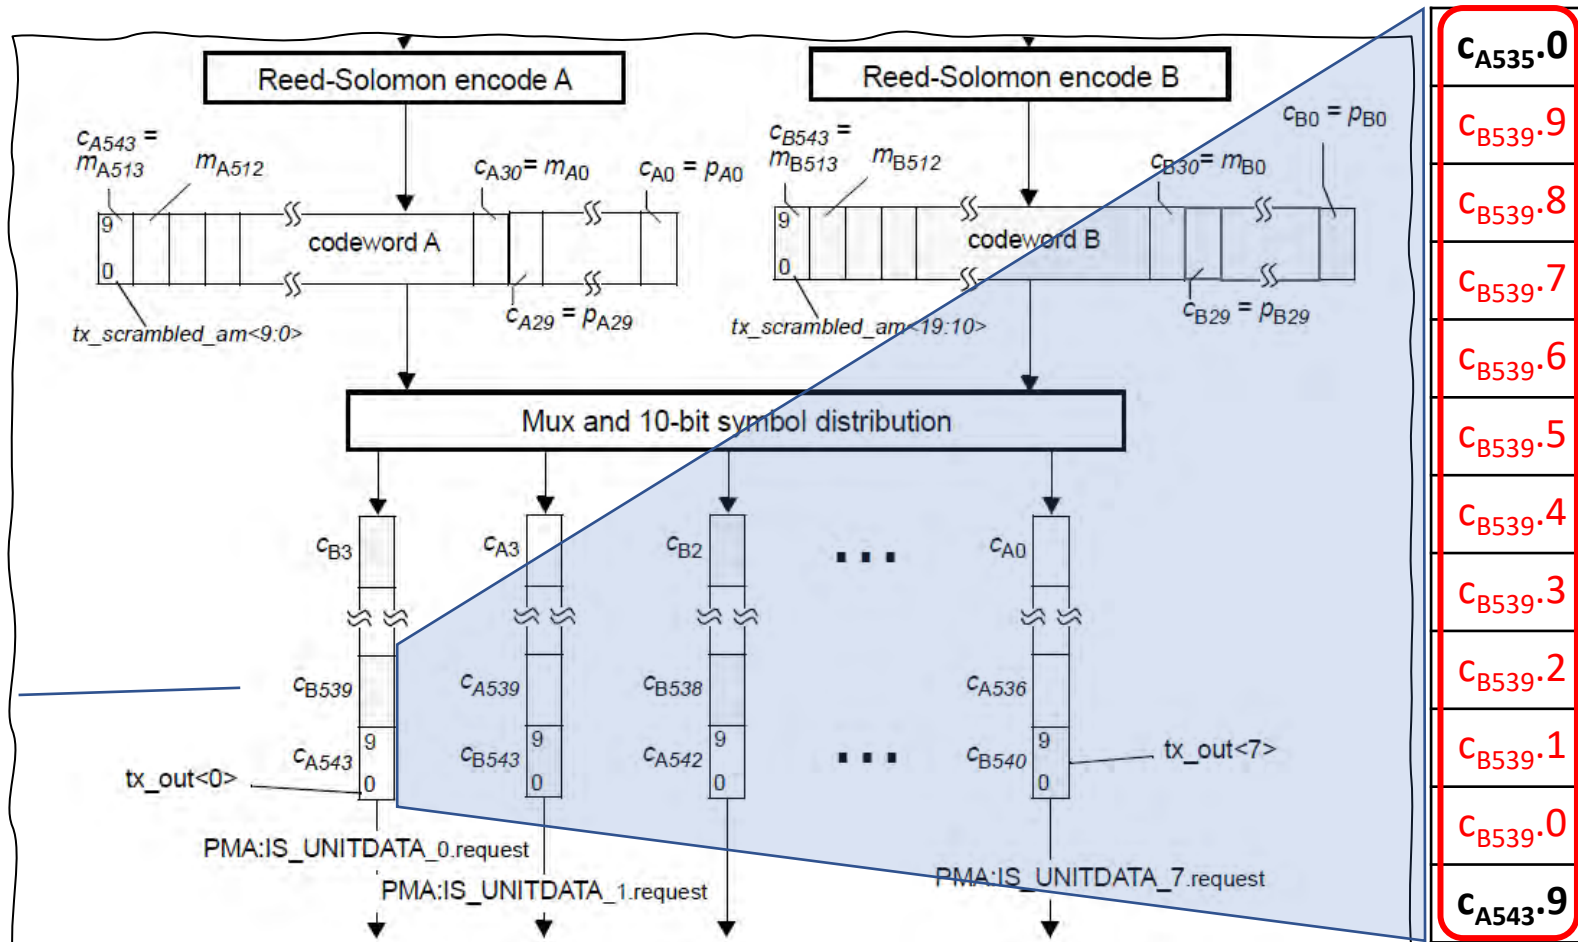 Reed-Solomon encode A
Reed-Solomon encode B
cA543 =
mA513
mA512
cA30= mA0
cA0 = pA0
cB543 =
mB513
mB512
cB30= mB0
cB0 = pB0
9
codeword A
0
9
codeword B
0
tx_scrambled_am<9:0>
cA29 = pA29
tx_scrambled_am<19:10>
cB29 = pB29
Mux and 10-bit symbol distribution
cB3
cA3
cB2
cA0
cB539
cA539
cB538
cA536
cA543
9
0
cB543
9
0
cA542
9
0
cB540
9
0
tx_out<0>
tx_out<7>
PMA:IS_UNITDATA_0.request
PMA:IS_UNITDATA_1.request
PMA:IS_UNITDATA_7.request
cA535.0
cB539.9
cB539.8
cB539.7
cB539.6
cB539.5
cB539.4
cB539.3
cB539.2
cB539.1
cB539.0
cA543.9